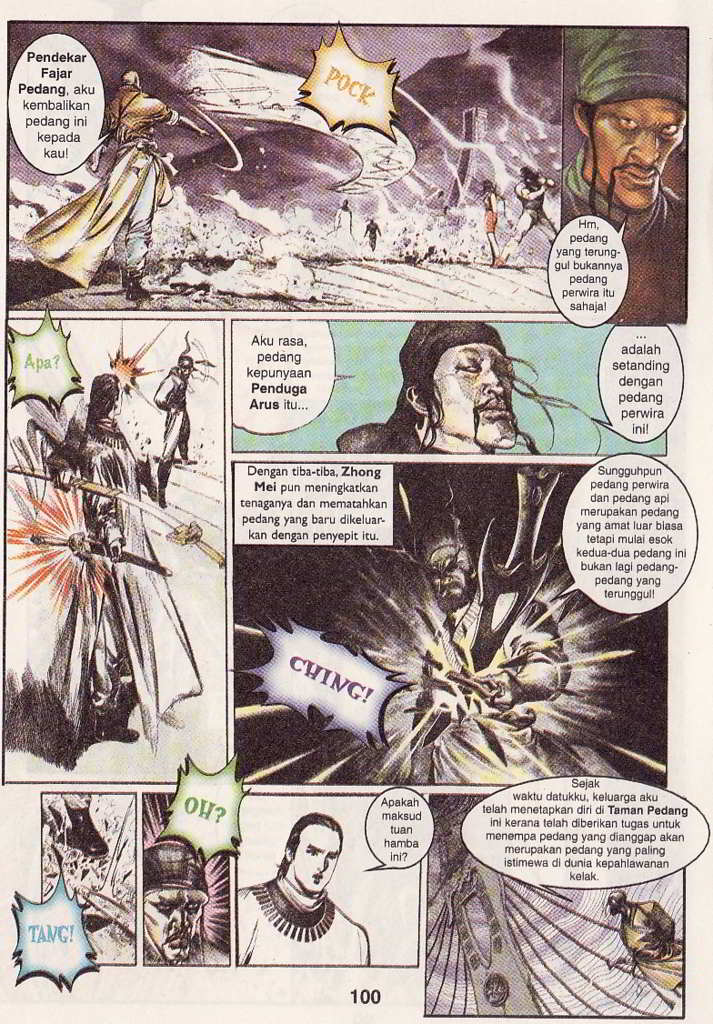 Pendekar
Fajar
Pedang, aku
kembalikan
pedang ini
kepada
kau!
POCK
Hm,
pedang
yang terung-
gul bukannya
pedang
perwira itu
sahaja!
Apa?
Aku rasa,
pedang
kepunyaan
Penduga
Arus itu...
...
adalah
setanding
dengan
pedang
perwira
ini!
Dengan tiba-tiba, Zhong
Mei pun meningkatkan
tenaganya dan mematahkan
pedang yang baru dikeluar-
kan dengan penyepit itu.
Sungguhpun
pedang perwira
dan pedang api
merupakan pedang
yang amat luar biasa
tetapi mulai esok
kedua-dua pedang ini
bukan lagi pedang-
pedang yang
terunggul!
CHING!
TANG!
OH?
Apakah
maksud
tuan
hamba
ini?
Sejak
waktu datukku, keluarga aku
telah menetapkan diri di Taman Pedang
ini kerana telah diberikan tugas untuk
menempa pedang yang dianggap akan
merupakan pedang yang paling
istimewa di dunia kepahlawanan
kelak.
100